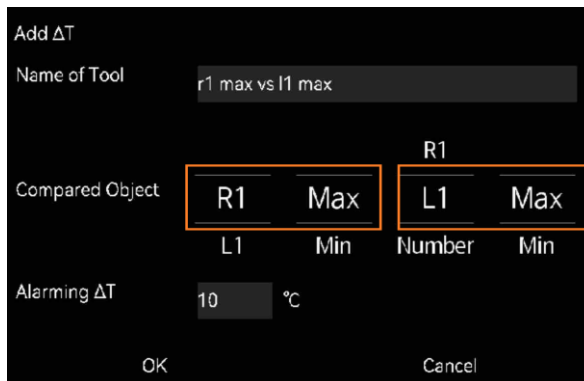 Add ΔT
Name of Tool
r1 max vs l1 max
R1
Compared Object
R1 Max L1 Max
L1 Min Number Min
Alarming ΔT
10 °C
OK Cancel